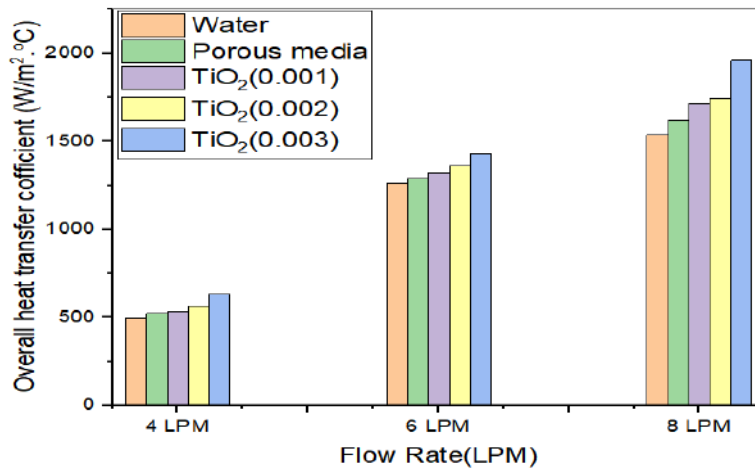 Water
Porous media
TiO₂(0.001)
TiO₂(0.002)
TiO₂(0.003)
Overall heat transfer cofficient (W/m².ºC)
2000
1500
1000
500
0
4 LPM
6 LPM
8 LPM
Flow Rate(LPM)